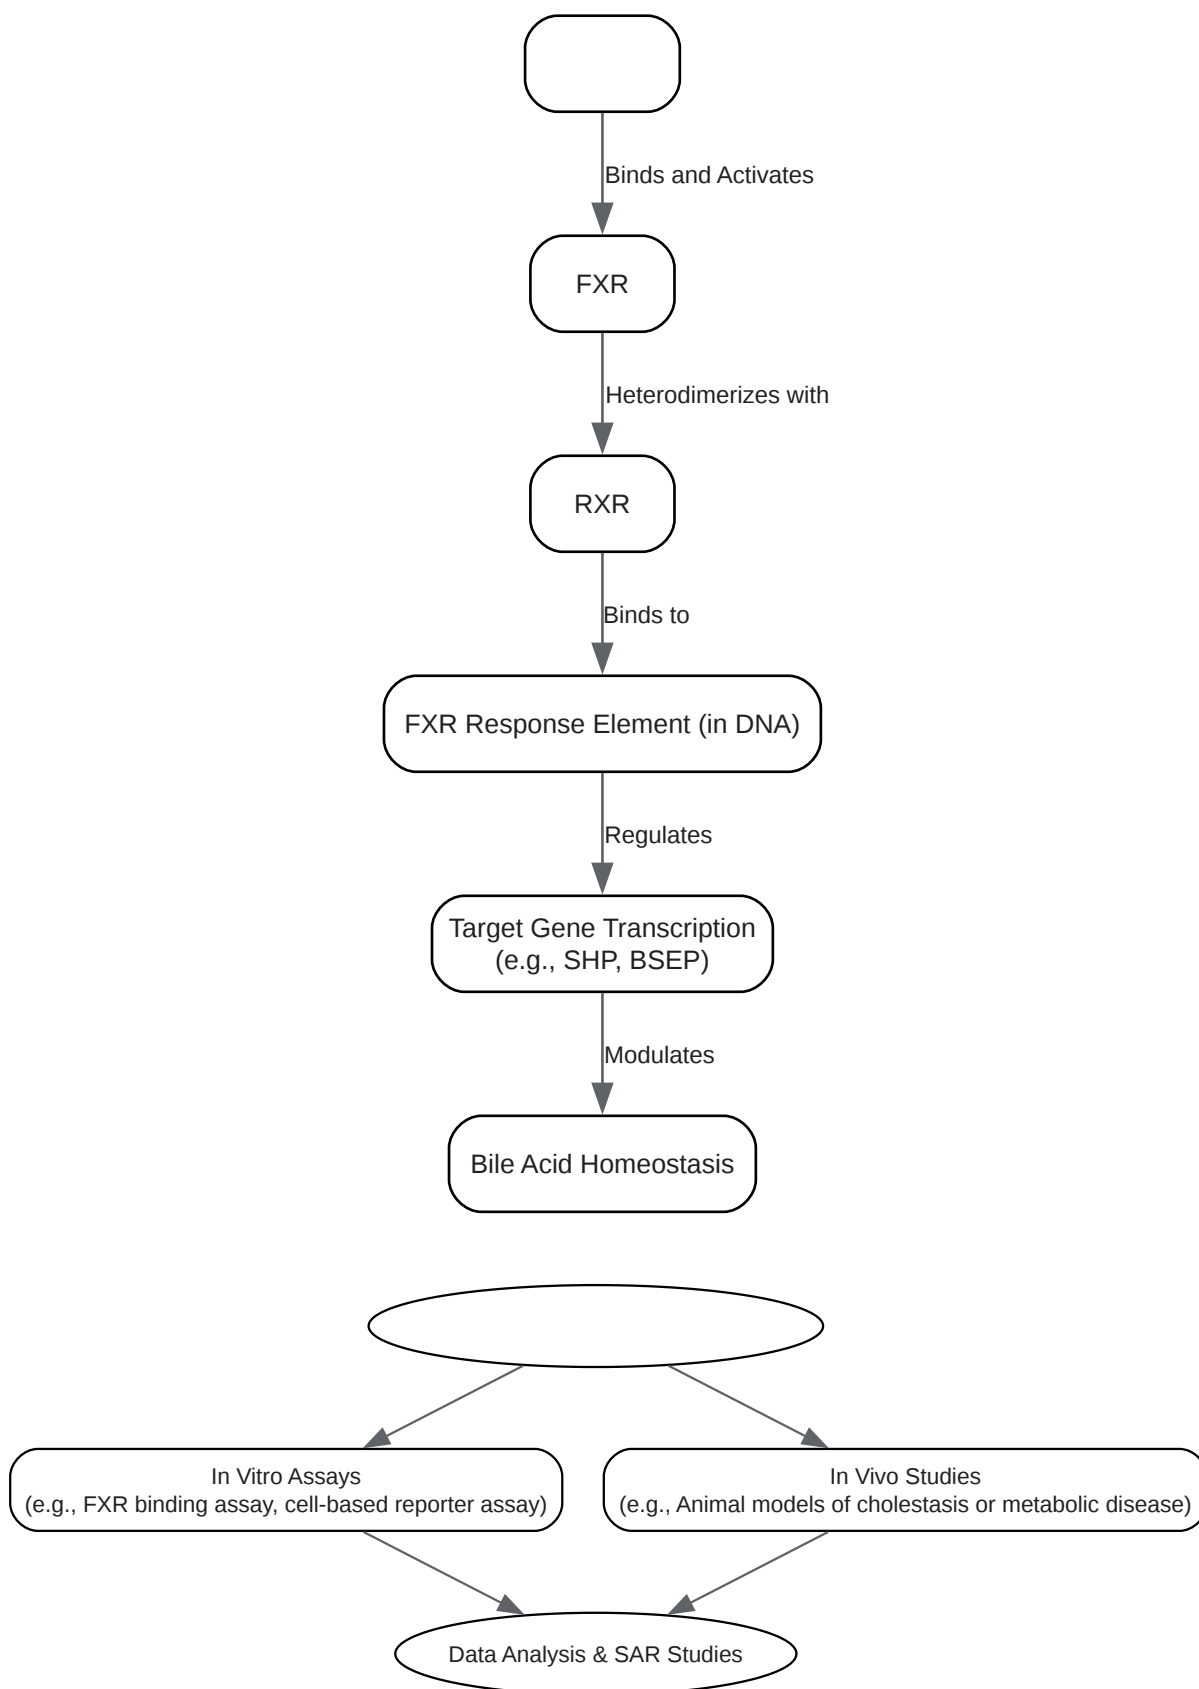 Binds and Activates
FXR
Heterodimerizes with
RXR
Binds to
FXR Response Element (in DNA)
Regulates
Target Gene Transcription
(e.g., SHP, BSEP)
Modulates
Bile Acid Homeostasis
In Vitro Assays
(e.g., FXR binding assay, cell-based reporter assay)
In Vivo Studies
(e.g., Animal models of cholestasis or metabolic disease)
Data Analysis & SAR Studies